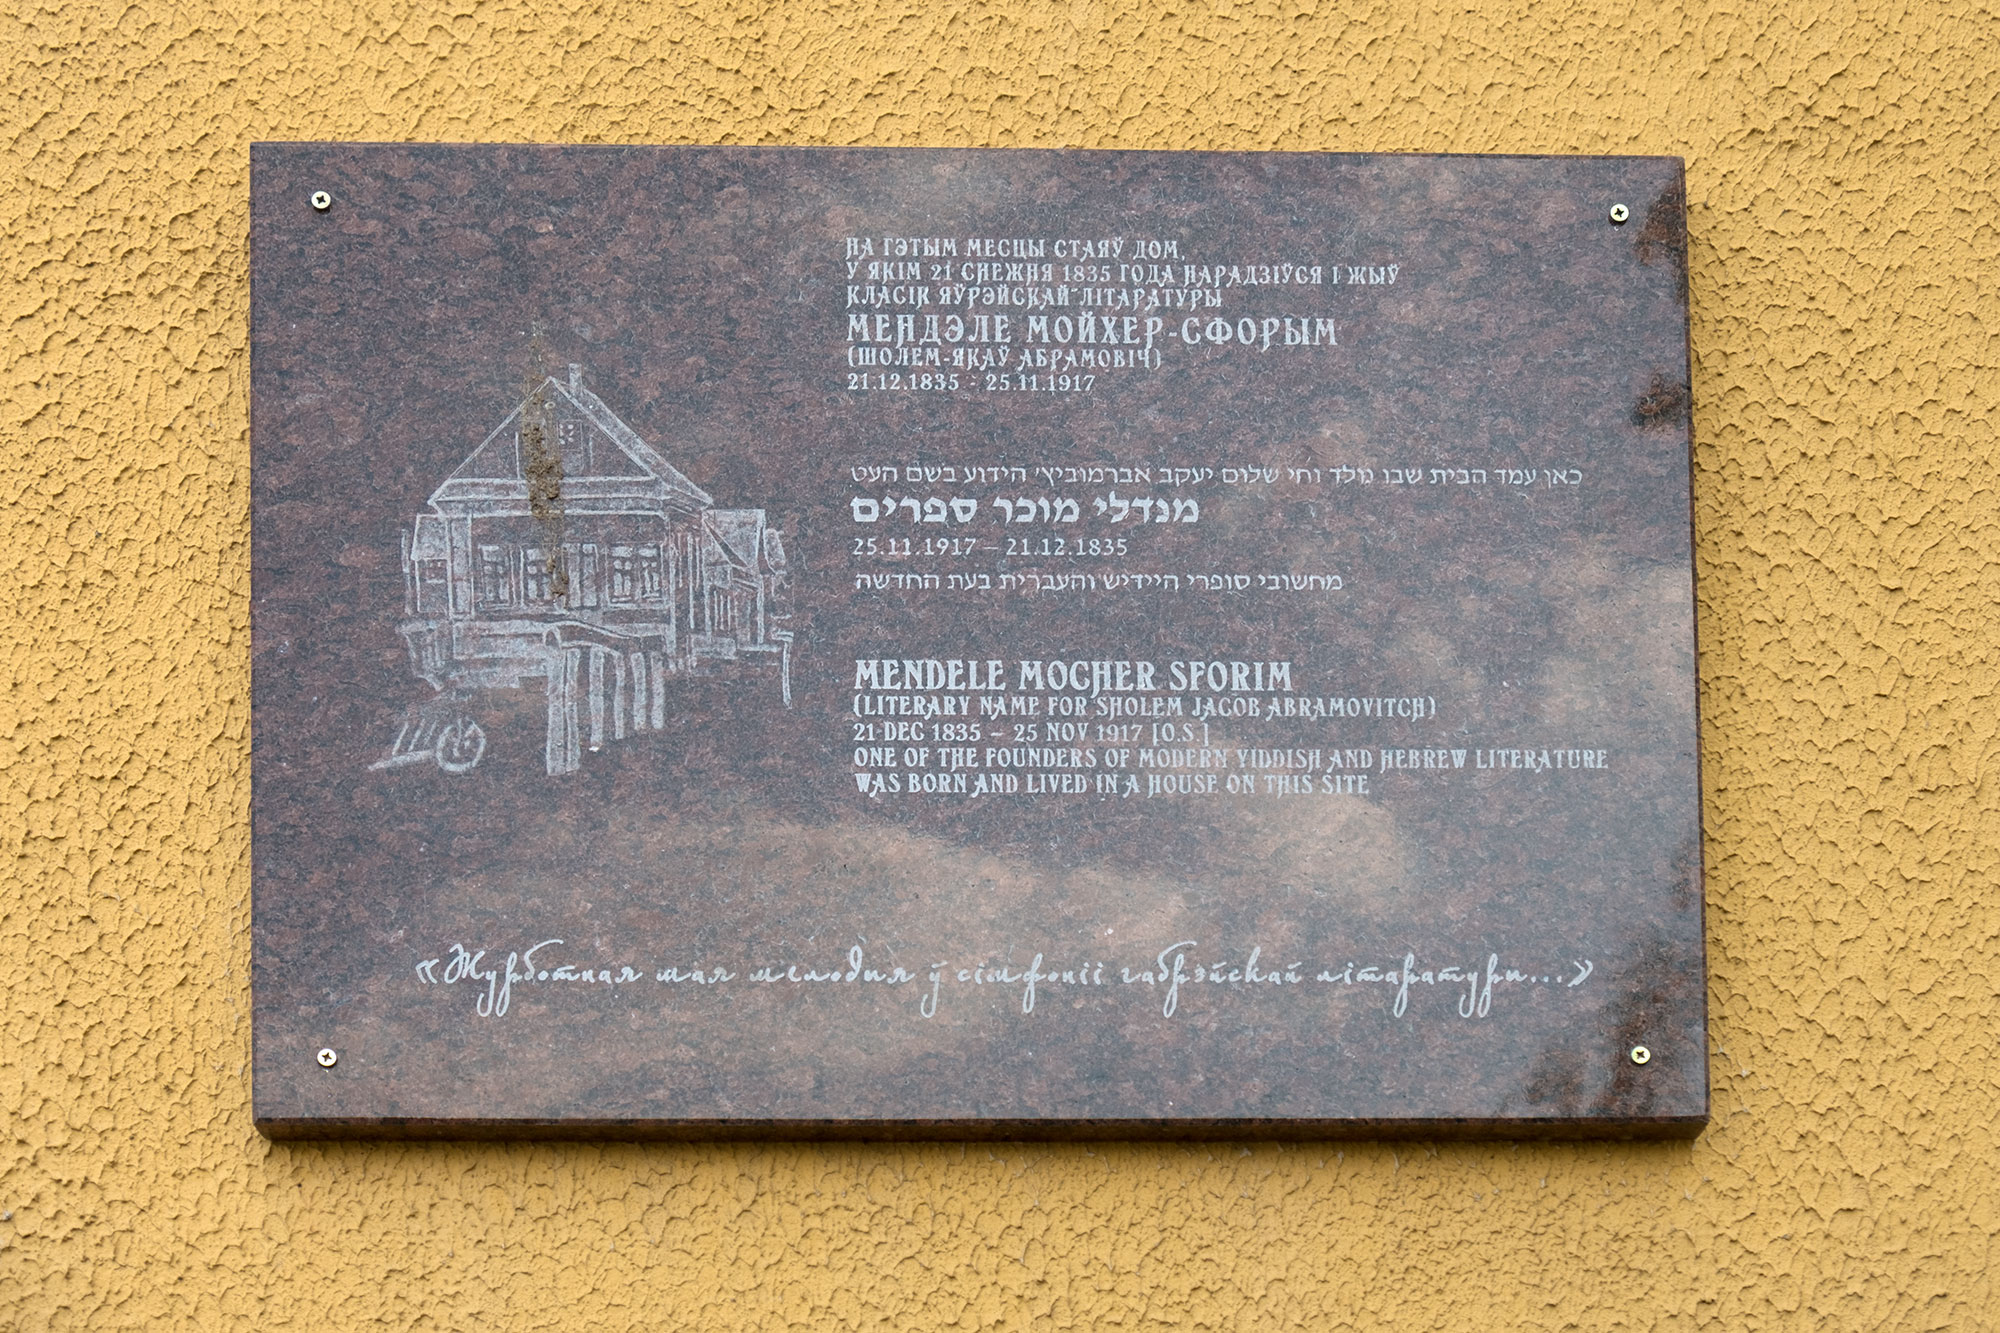 НА ГЭТЫМ МЕСЦЫ СТАЯЎ ДОМ,
У ЯКІМ 21 СНЕЖНЯ 1835 ГОДА НАРАДЗІЎСЯ І ЖЫЎ
КЛАСІК ЯЎРЭЙСКАЙ ЛІТАРАТУРЫ
МЕНДЭЛЕ МОЙХЕР-СФОРЫМ
(ШОЛЕМ-ЯКАЎ АБРАМОВІЧ)
21.12.1835 - 25.11.1917
כאן עמד הבית שבו נולד וחי שלום יעקב אברמוביץ' הידוע בשם העט
מנדלי מוכר ספרים
25.11.1917 – 21.12.1835
מחשובי סופרי היידיש והעברית בעת החדשה
MENDELE MOCHER SFORIM
(LITERARY NAME FOR SHOLEM JACOB ABRAMOVITCH)
21 DEC 1835 – 25 NOV 1917 [O.S.]
ONE OF THE FOUNDERS OF MODERN YIDDISH AND HEBREW LITERATURE
WAS BORN AND LIVED IN A HOUSE ON THIS SITE
«Журботная мая мелодия ў сімфоніі габрэйскай літаратуры...»